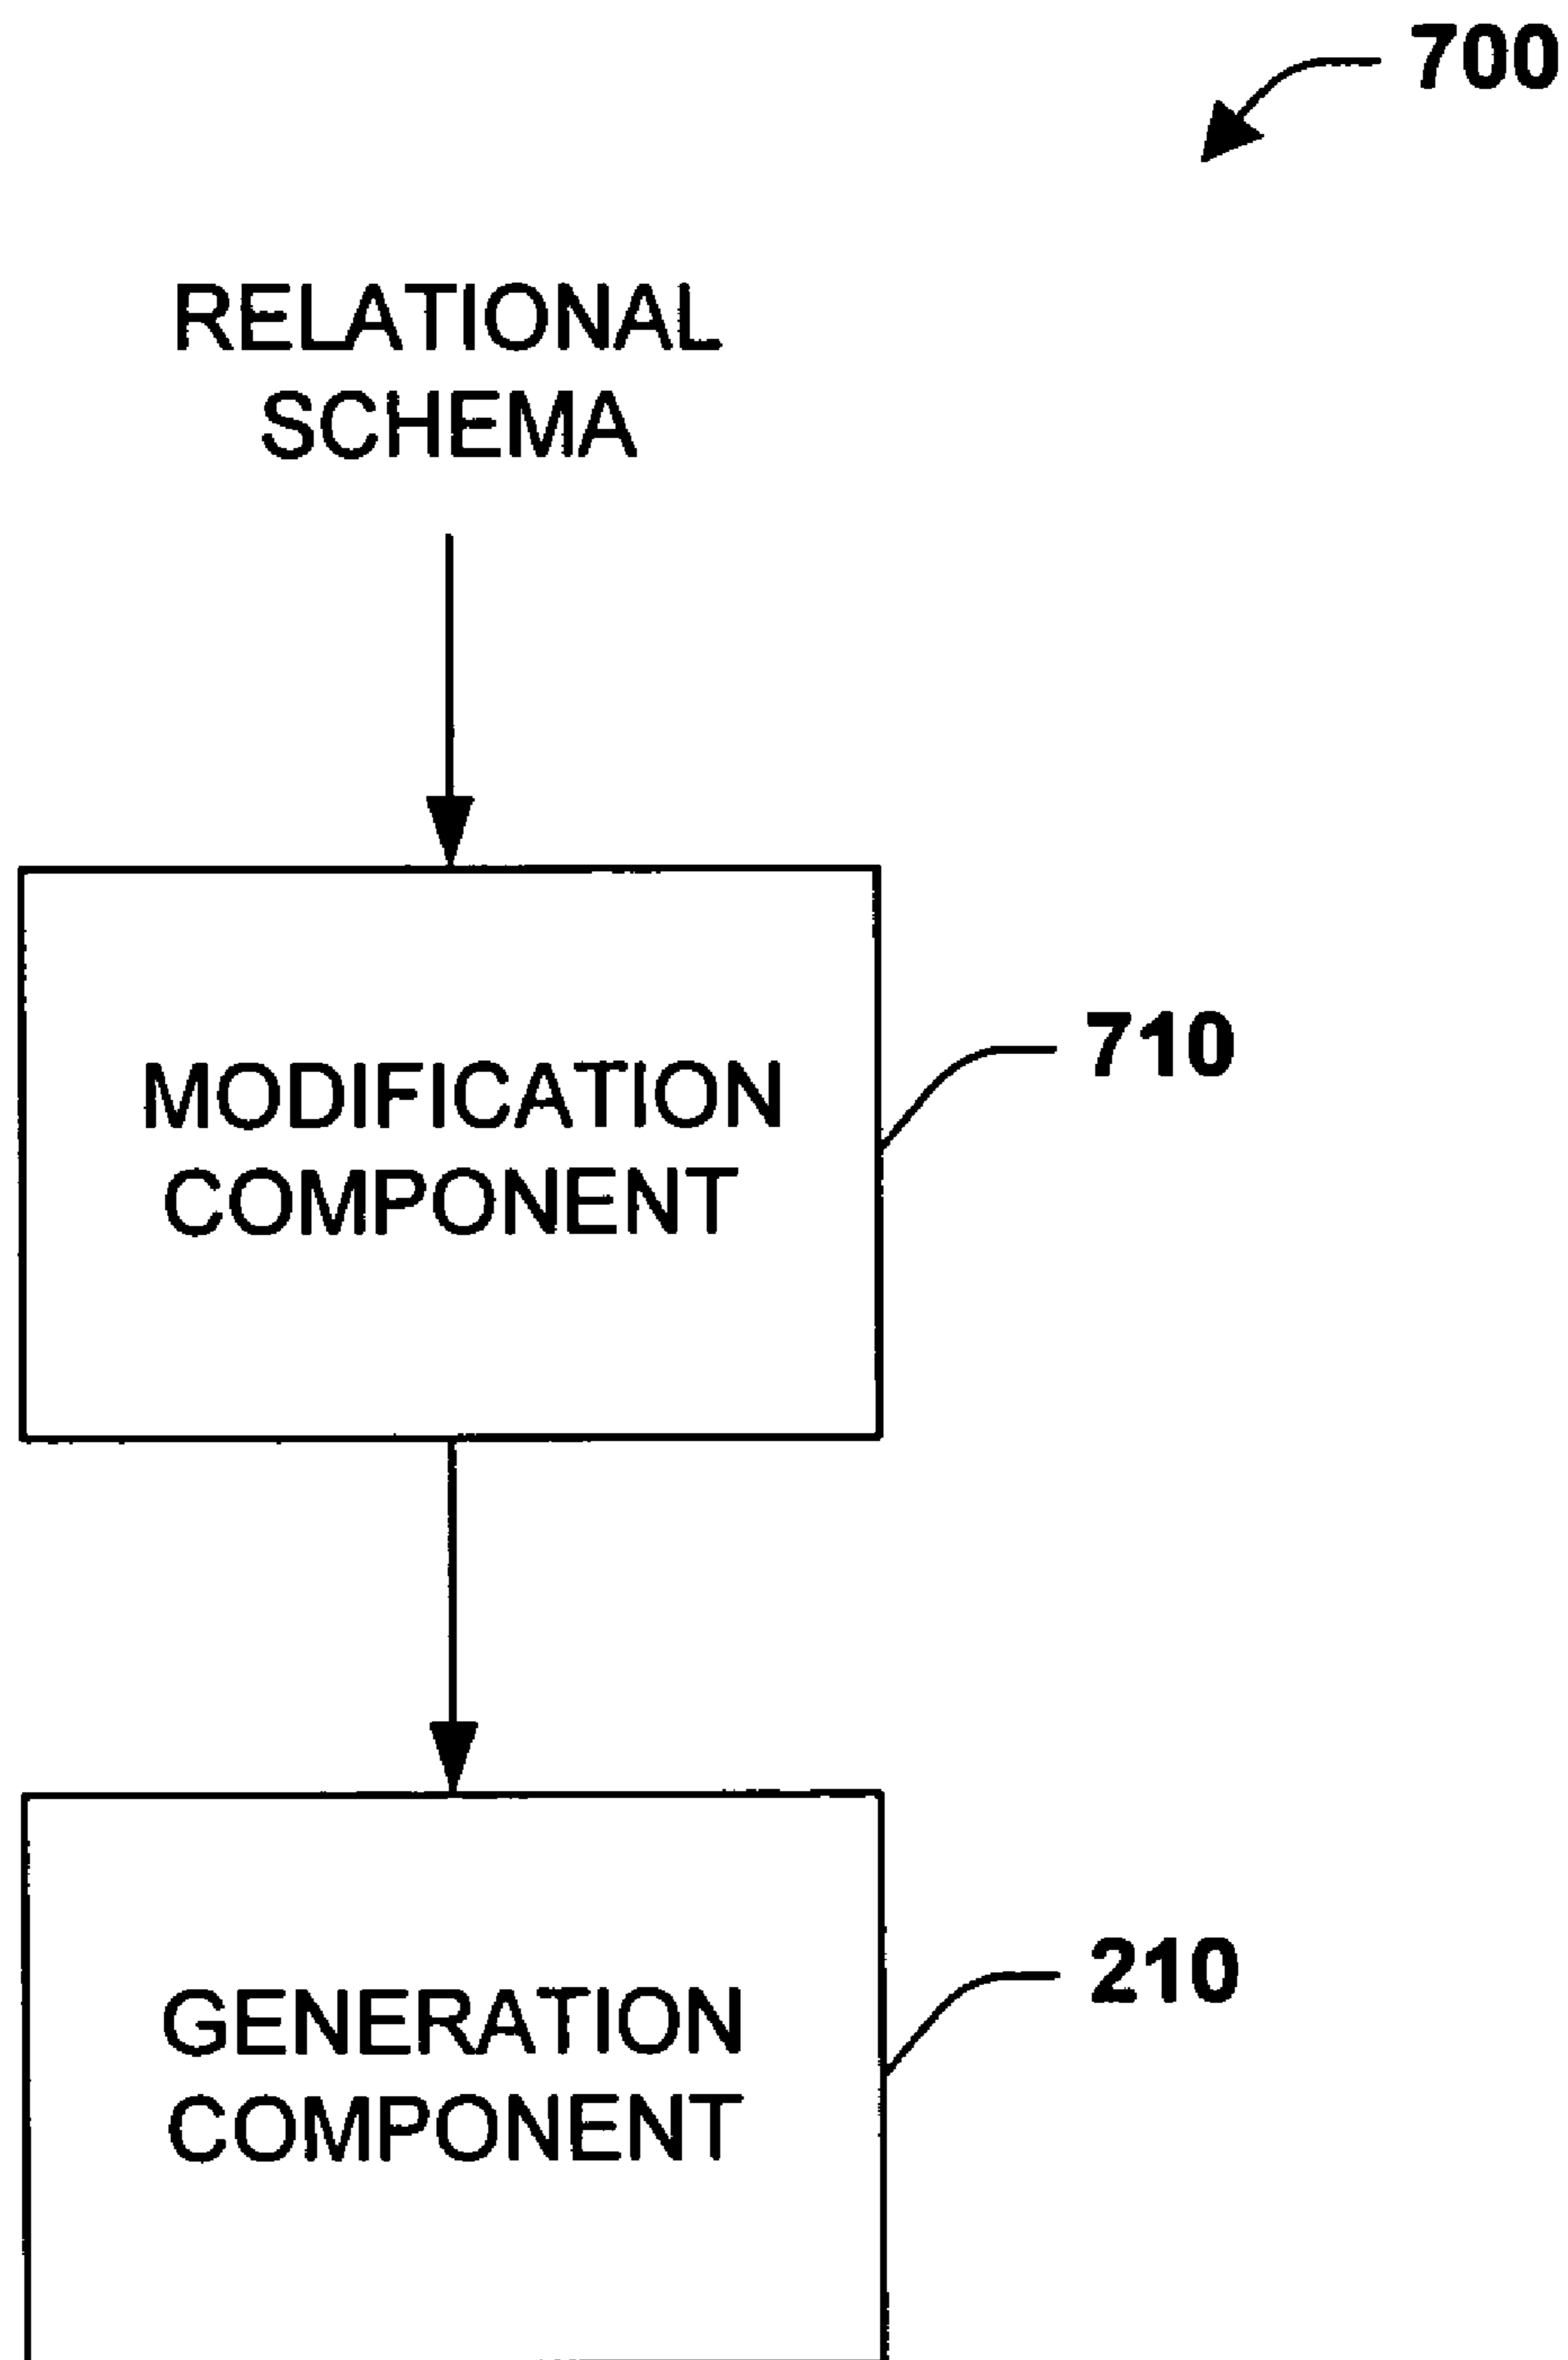 700
RELATIONAL
SCHEMA
MODIFICATION
COMPONENT
710
GENERATION
COMPONENT
210